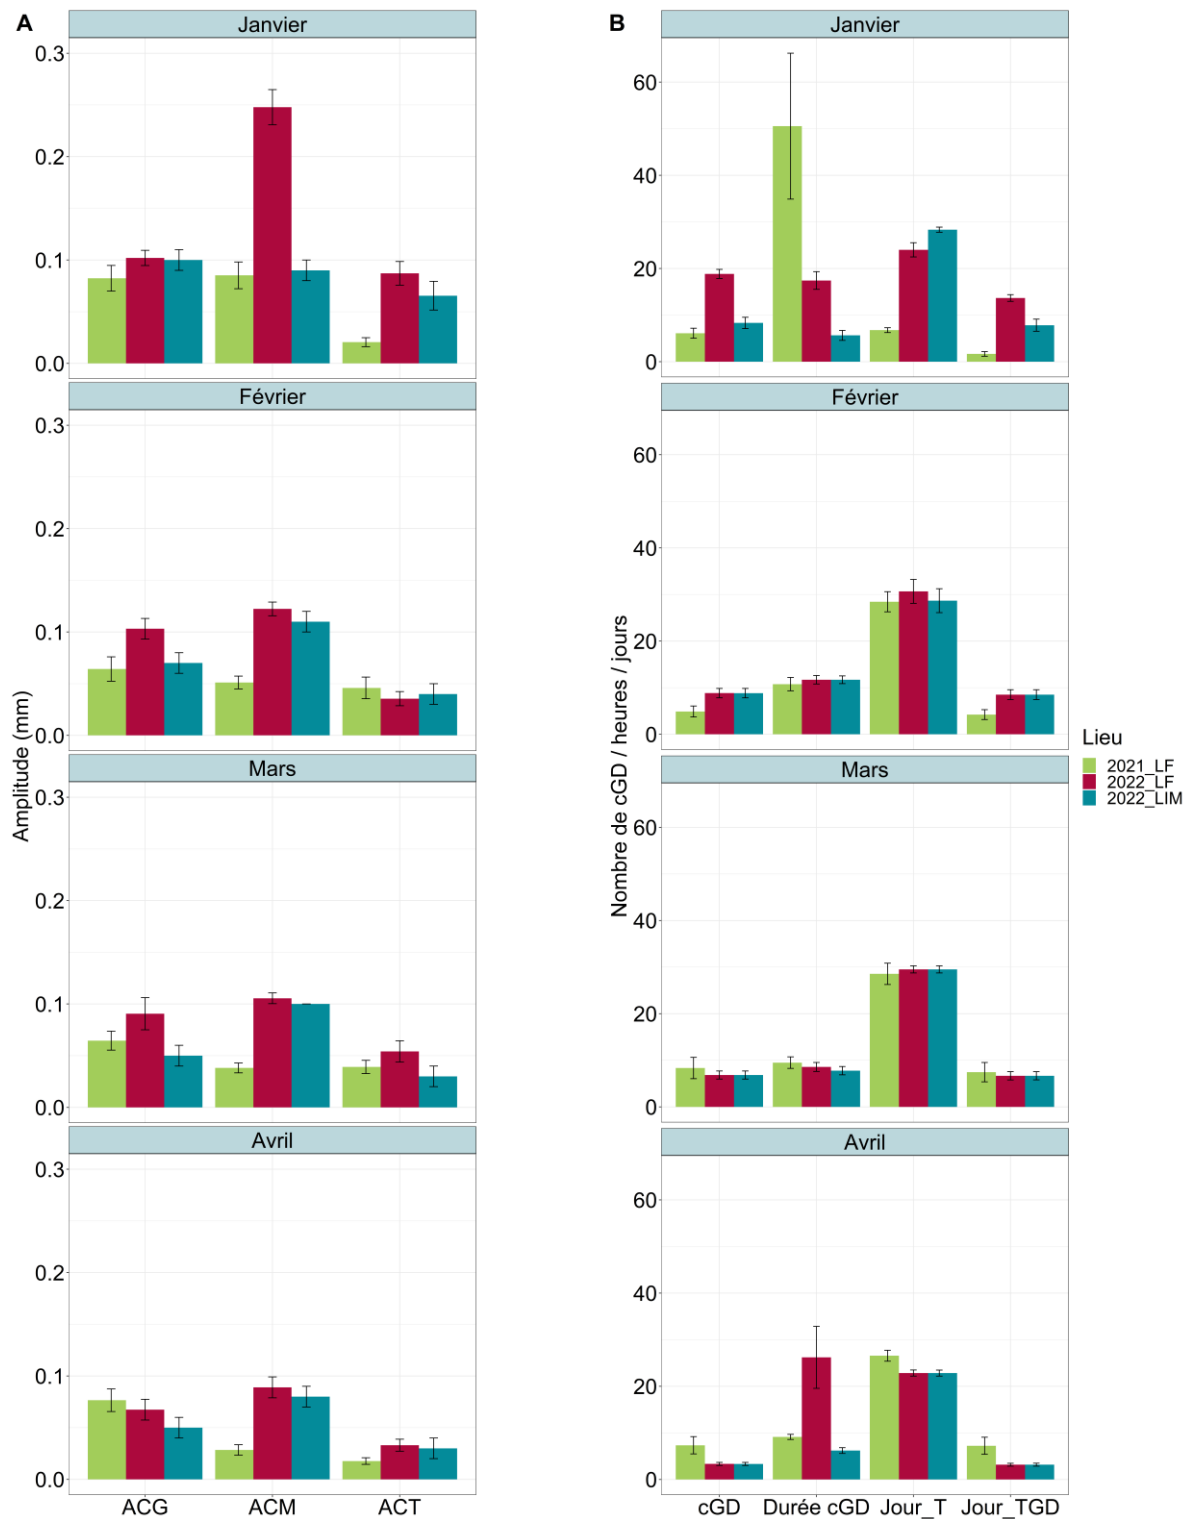 A
Janvier
0.3
0.2
0.1
0.0
Février
0.3
0.2
0.1
0.0
Mars
0.3
0.2
0.1
0.0
Avril
0.3
0.2
0.1
0.0
ACG ACM ACT
Amplitude (mm)
B
Janvier
60
40
20
0
Février
60
40
20
0
Mars
60
40
20
0
Avril
60
40
20
0
cGD Durée cGD Jour_T Jour_TGD
Nombre de cGD / heures / jours
Lieu
2021_LF
2022_LF
2022_LIM